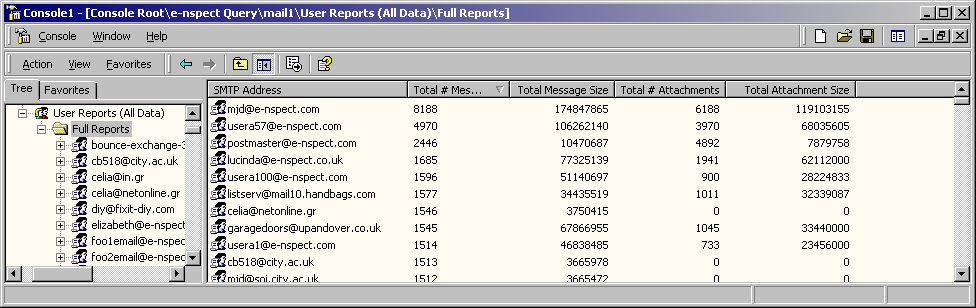 Console1 - [Console Root\e-nspect Query\mail1\User Reports (All Data)\Full Reports]
Console Window Help
Action View Favorites
Tree Favorites
User Reports (All Data)
Full Reports
bounce-exchange-3
cb518@city.ac.uk
celia@in.gr
celia@netonline.gr
diy@fixit-diy.com
elizabeth@e-nspect
foo1email@e-nspect
foo2email@e-nspect
SMTP Address Total # Mes... Total Message Size Total # Attachments Total Attachment Size
mjd@e-nspect.com 8188 174847865 6188 119103155
usera57@e-nspect.com 4970 106262140 3970 68035605
postmaster@e-nspect.com 2446 10470687 4892 7879758
lucinda@e-nspect.co.uk 1685 77325139 1941 62112000
usera100@e-nspect.com 1596 51140697 900 28224833
listserv@mail10.handbags.com 1577 34435519 1011 32339087
celia@netonline.gr 1546 3750415 0 0
garagedoors@upandover.co.uk 1545 67866955 1045 33440000
usera1@e-nspect.com 1514 46838485 733 23456000
cb518@city.ac.uk 1513 3665978 0 0
mjd@soi.city.ac.uk 1512 3665472 0 0